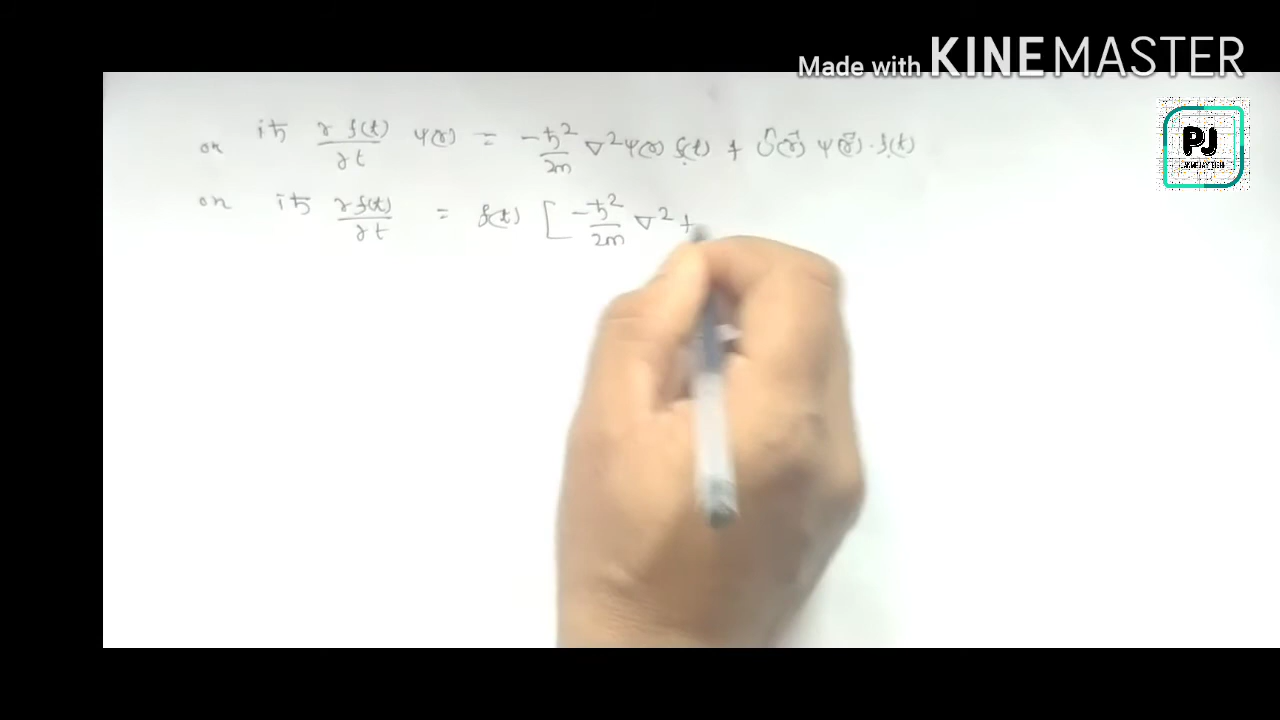 Made with KINEMASTER
PJ
or iħ ∂f(t)/∂t ψ(r) = -ħ²/2m ∇²ψ(r) f(t) + Û(r⃗) ψ(r⃗)·f(t)
or iħ ∂f(t)/∂t = f(t) [-ħ²/2m ∇² +